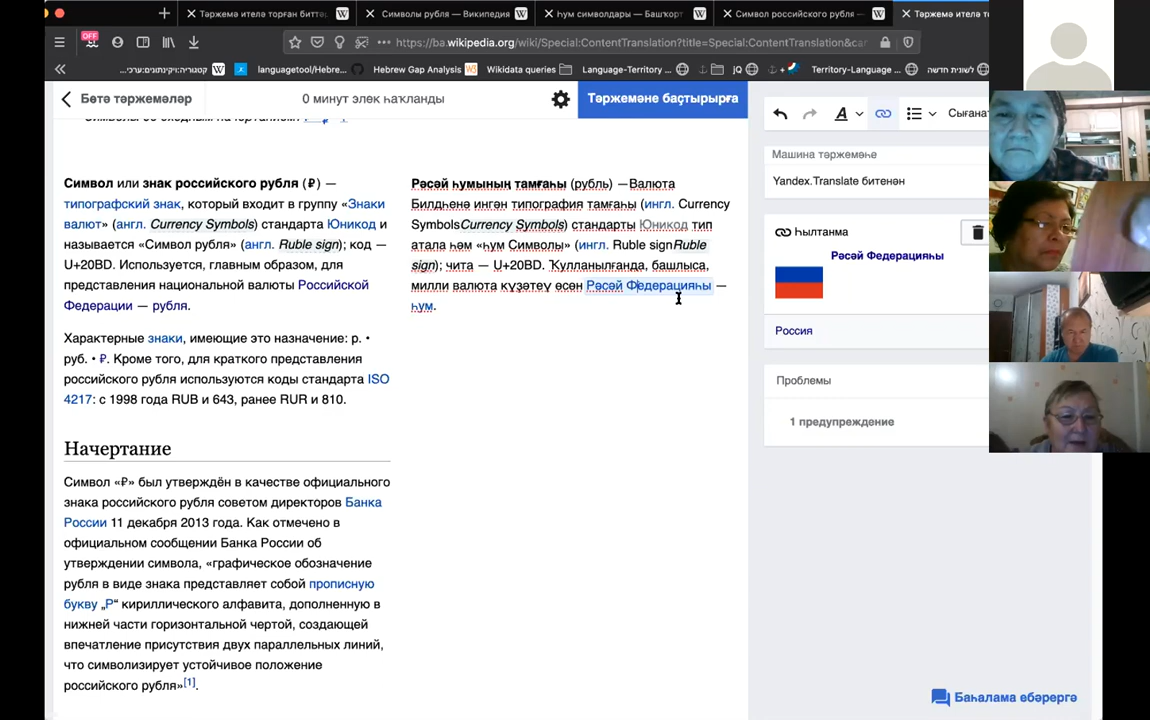 Тәржемә ителә торған биттә
Символы рубля — Википедия
Һум символдары — Башҡорт
Символ российского рубля —
Тәржемә ителә т
OFF
https://ba.wikipedia.org/wiki/Special:ContentTranslation?title=Special:ContentTranslation&ca
languagetool/Hebre...
Hebrew Gap Analysis
Wikidata queries
Language-Territory ...
jQ
Territory-Language ...
לשונית חדשה
Бөтә тәржемәләр
0 минут элек һаҡланды
Тәржемәне баҫтырырға
Символ или знак российского рубля (₽) —
типографский знак, который входит в группу «Знаки
валют» (англ. Currency Symbols) стандарта Юникод и
называется «Символ рубля» (англ. Ruble sign); код —
U+20BD. Используется, главным образом, для
представления национальной валюты Российской
Федерации — рубля.
Характерные знаки, имеющие это назначение: р. •
руб. • ₽. Кроме того, для краткого представления
российского рубля используются коды стандарта ISO
4217: с 1998 года RUB и 643, ранее RUR и 810.
Начертание
Символ «₽» был утверждён в качестве официального
знака российского рубля советом директоров Банка
России 11 декабря 2013 года. Как отмечено в
официальном сообщении Банка России об
утверждении символа, «графическое обозначение
рубля в виде знака представляет собой прописную
букву „Р“ кириллического алфавита, дополненную в
нижней части горизонтальной чертой, создающей
впечатление присутствия двух параллельных линий,
что символизирует устойчивое положение
российского рубля»[1].
Рәсәй һумының тамғаһы (рубль) —Валюта
Билдһенә ингән типография тамғаһы (ингл. Currency
SymbolsCurrency Symbols) стандарты Юникод тип
атала һәм «һум Символы» (ингл. Ruble signRuble
sign); чита — U+20BD. Ҡулланылғанда, башлыса,
милли валюта күҙәтеү өсөн Рәсәй Федерацияһы —
һум.
Сығанаҡ
Машина тәржемәһе
Yandex.Translate битенән
Һылтанма
Рәсәй Федерацияһы
Россия
Проблемы
1 предупреждение
Баһалама ебәрергә